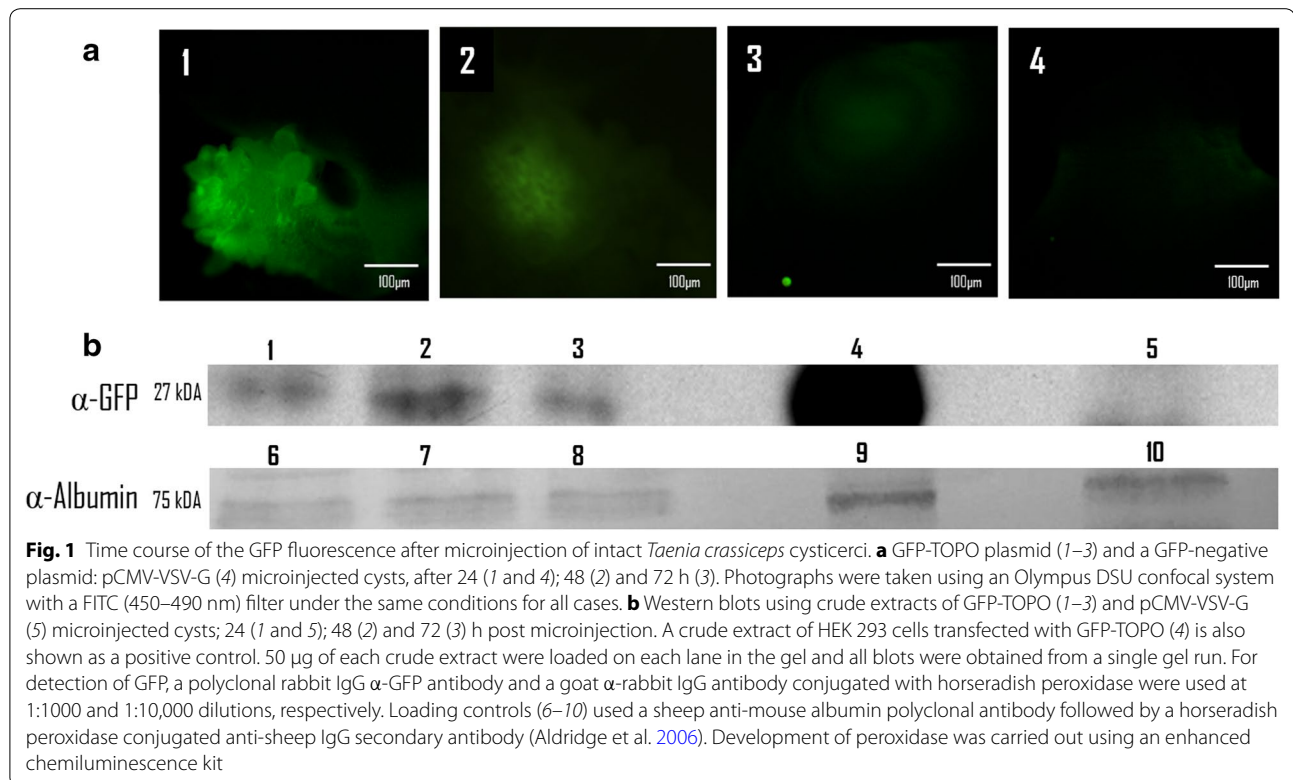 a
1 2 3 4
100µm 100µm 100µm 100µm
b
1 2 3 4 5
α-GFP 27 kDA
6 7 8 9 10
α-Albumin 75 kDA
Fig. 1 Time course of the GFP fluorescence after microinjection of intact Taenia crassiceps cysticerci. a GFP-TOPO plasmid (1–3) and a GFP-negative
plasmid: pCMV-VSV-G (4) microinjected cysts, after 24 (1 and 4); 48 (2) and 72 h (3). Photographs were taken using an Olympus DSU confocal system
with a FITC (450–490 nm) filter under the same conditions for all cases. b Western blots using crude extracts of GFP-TOPO (1–3) and pCMV-VSV-G
(5) microinjected cysts; 24 (1 and 5); 48 (2) and 72 (3) h post microinjection. A crude extract of HEK 293 cells transfected with GFP-TOPO (4) is also
shown as a positive control. 50 µg of each crude extract were loaded on each lane in the gel and all blots were obtained from a single gel run. For
detection of GFP, a polyclonal rabbit IgG α-GFP antibody and a goat α-rabbit IgG antibody conjugated with horseradish peroxidase were used at
1:1000 and 1:10,000 dilutions, respectively. Loading controls (6–10) used a sheep anti-mouse albumin polyclonal antibody followed by a horseradish
peroxidase conjugated anti-sheep IgG secondary antibody (Aldridge et al. 2006). Development of peroxidase was carried out using an enhanced
chemiluminescence kit